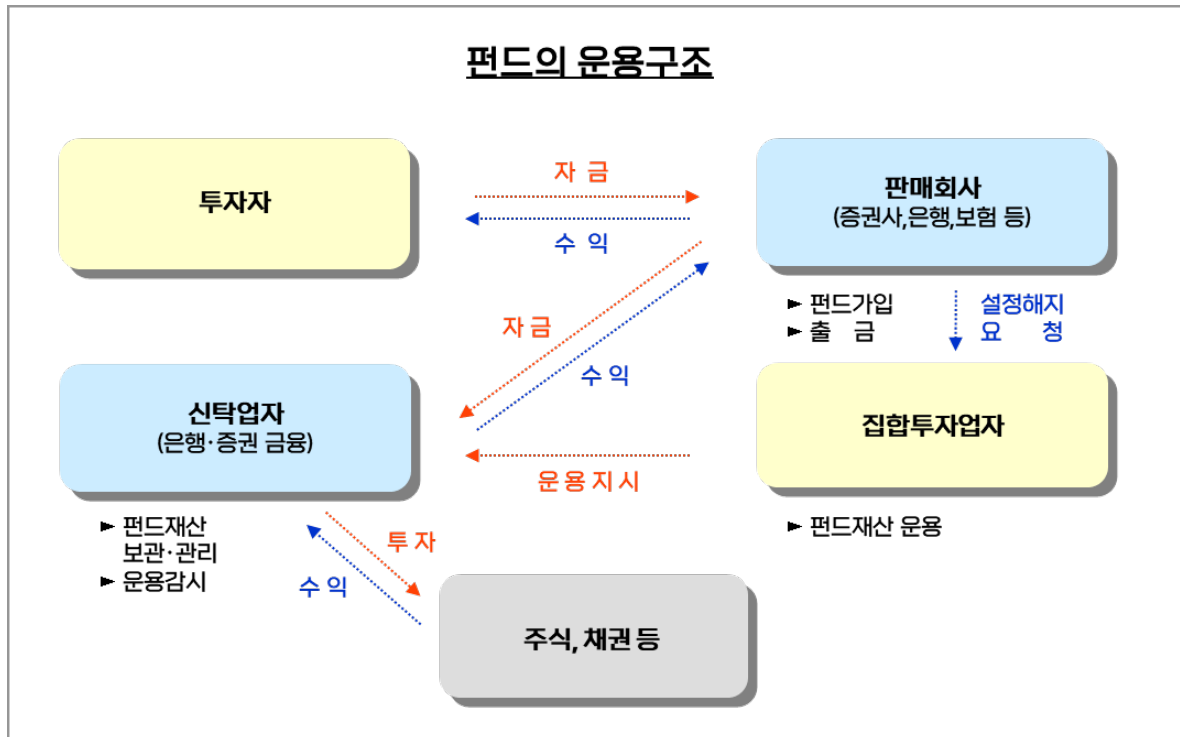 펀드의 운용구조
투자자
자 금
수 익
판매회사
(증권사,은행,보험 등)
► 펀드가입
► 출 금
설정해지
요 청
자 금
수 익
신탁업자
(은행·증권 금융)
집합투자업자
운 용 지 시
► 펀드재산
보관·관리
► 운용감시
► 펀드재산 운용
투 자
수 익
주식, 채권 등